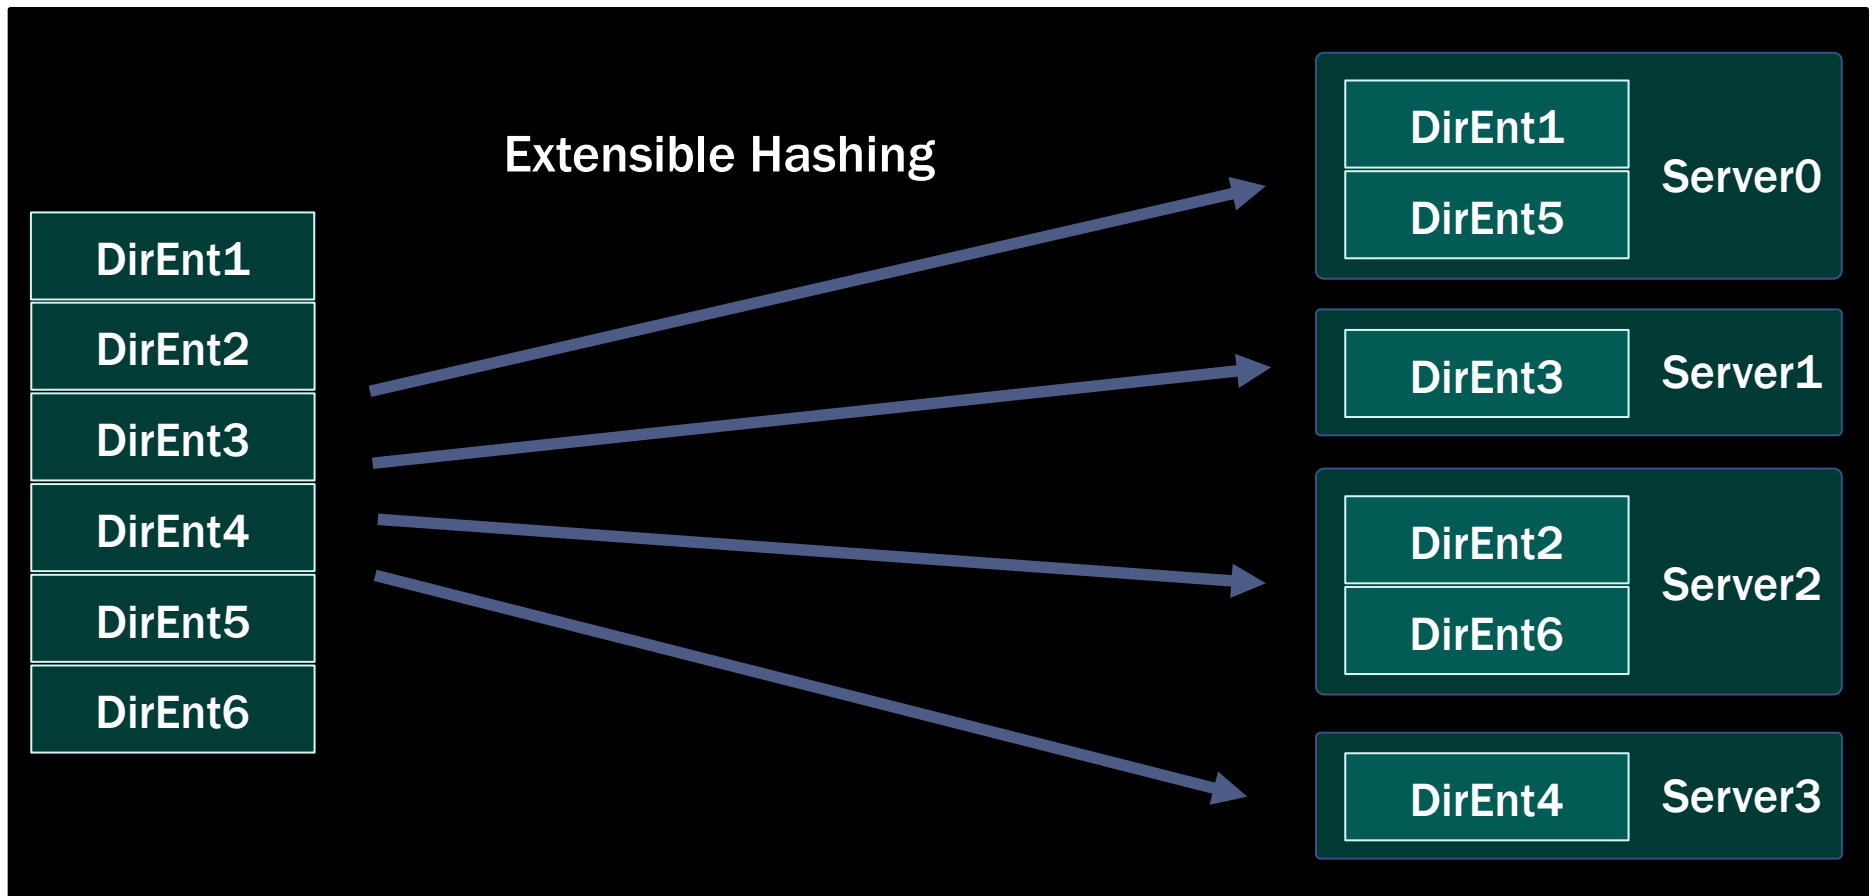 Extensible Hashing
DirEnt1
DirEnt2
DirEnt3
DirEnt4
DirEnt5
DirEnt6
DirEnt1
DirEnt5
Server0
DirEnt3
Server1
DirEnt2
DirEnt6
Server2
DirEnt4
Server3